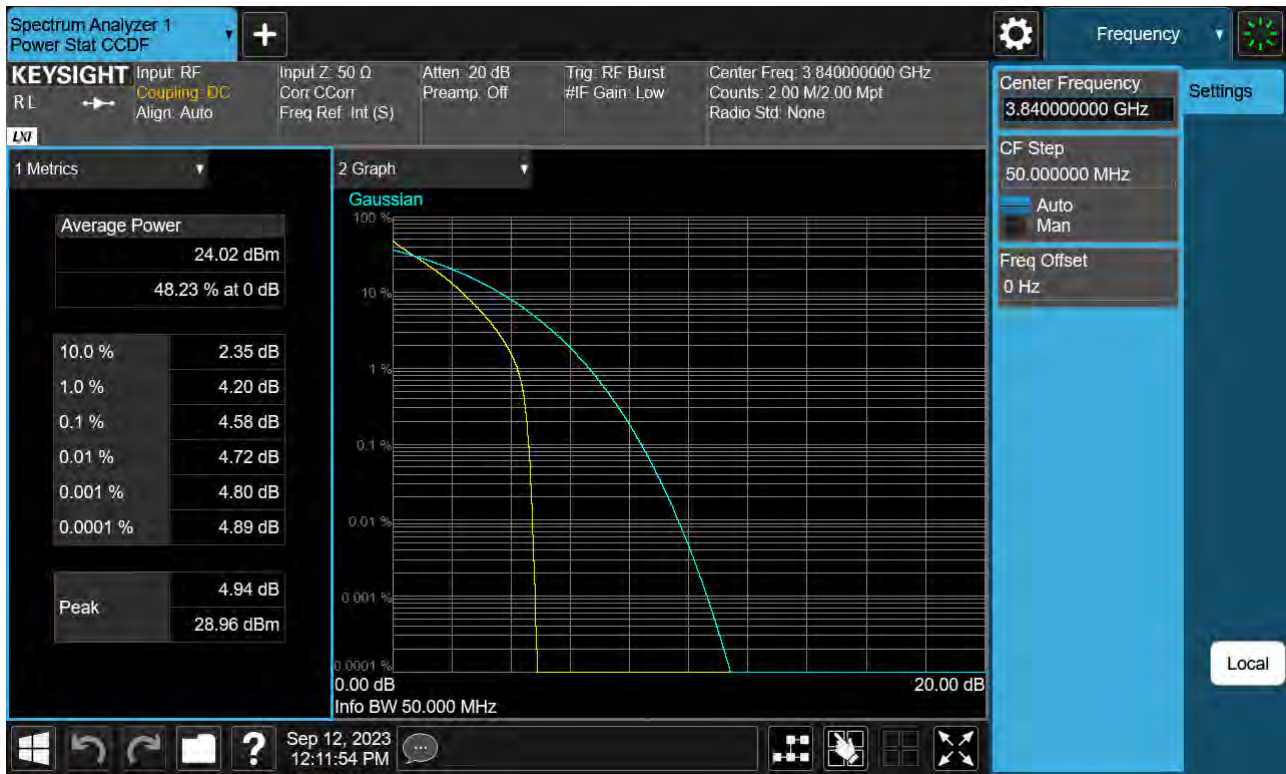 Spectrum Analyzer 1
Power Stat CCDF
Frequency
KEYSIGHT
R L
LXI
Input: RF
Coupling: DC
Align: Auto
Input Z: 50 Ω
Corr CCorr
Freq Ref: Int (S)
Atten: 20 dB
Preamp: Off
Trig: RF Burst
#IF Gain: Low
Center Freq: 3.840000000 GHz
Counts: 2.00 M/2.00 Mpt
Radio Std: None
Center Frequency
3.840000000 GHz
Settings
CF Step
50.000000 MHz
Auto
Man
Freq Offset
0 Hz
Local
1 Metrics
Average Power
24.02 dBm
48.23 % at 0 dB
10.0 % 2.35 dB
1.0 % 4.20 dB
0.1 % 4.58 dB
0.01 % 4.72 dB
0.001 % 4.80 dB
0.0001 % 4.89 dB
Peak
4.94 dB
28.96 dBm
2 Graph
Gaussian
100 %
10 %
1 %
0.1 %
0.01 %
0.001 %
0.0001 %
0.00 dB 20.00 dB
Info BW 50.000 MHz
?
Sep 12, 2023
12:11:54 PM